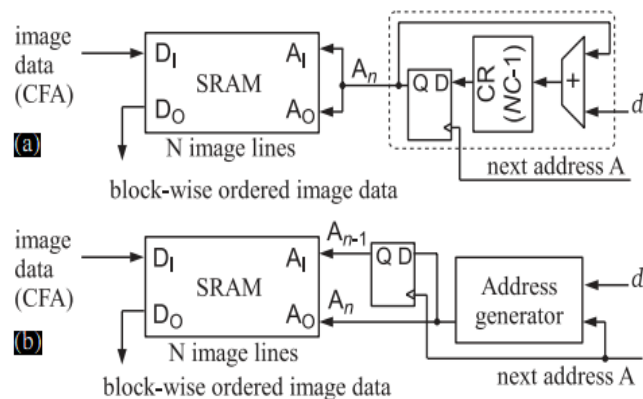 image
data
(CFA)
D_I
D_O
SRAM
A_I
A_O
N image lines
(a)
block-wise ordered image data
A_n
Q D
CR
(NC-1)
+
d
next address A
image
data
(CFA)
D_I
D_O
SRAM
A_I
A_O
N image lines
(b)
block-wise ordered image data
A_{n-1}
A_n
Q D
Address
generator
d
next address A